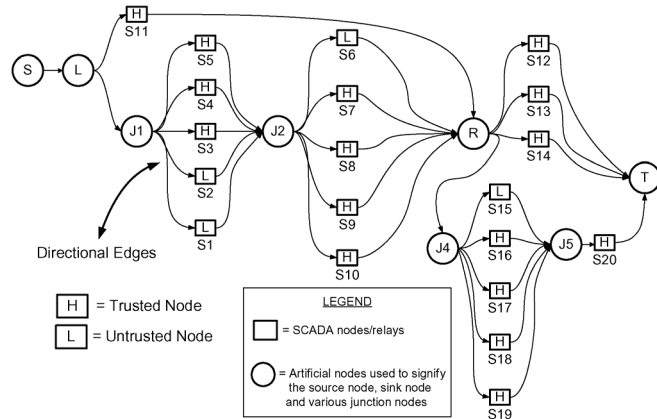 H
S11
S
L
H
S5
H
S4
J1
H
S3
L
S2
L
S1
J2
L
S6
H
S7
H
S8
H
S9
H
S10
R
H
S12
H
S13
H
S14
T
J4
L
S15
H
S16
H
S17
H
S18
H
S19
J5
H
S20
Directional Edges
H = Trusted Node
L = Untrusted Node
LEGEND
= SCADA nodes/relays
= Artificial nodes used to signify
the source node, sink node
and various junction nodes